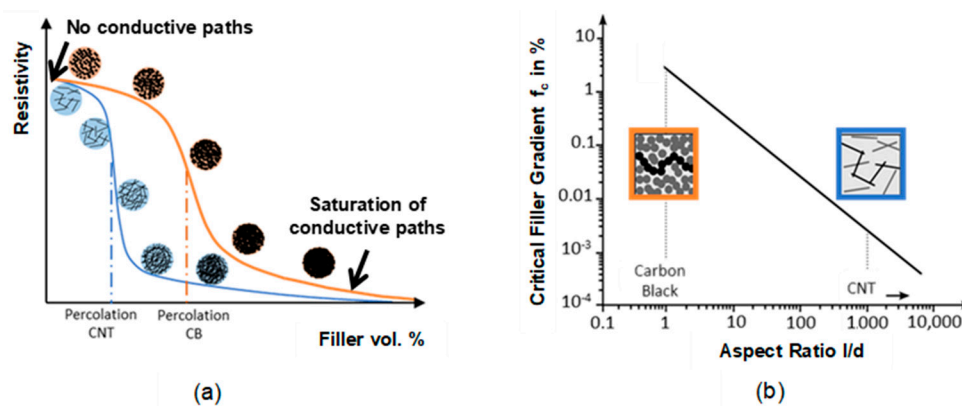 No conductive paths
Resistivity
Saturation of
conductive paths
Percolation
CNT
Percolation
CB
Filler vol. %
(a)
Critical Filler Gradient f_c in %
10
1
0.1
0.01
10-3
10-4
Carbon
Black
CNT
0.1
1
10
100
1.000
10,000
Aspect Ratio l/d
(b)